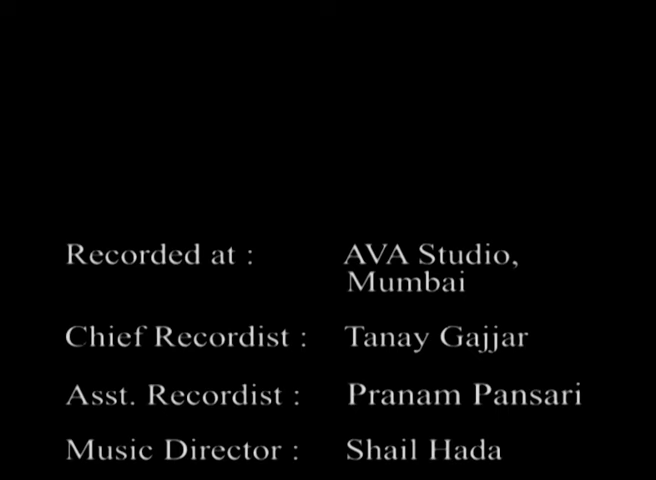 Recorded at : AVA Studio,
Mumbai
Chief Recordist : Tanay Gajjar
Asst. Recordist : Pranam Pansari
Music Director : Shail Hada